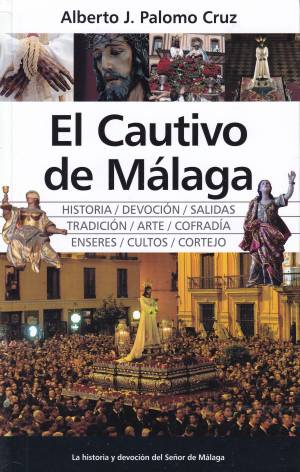 Alberto J. Palomo Cruz
El Cautivo
de Málaga
HISTORIA / DEVOCIÓN / SALIDAS
TRADICIÓN / ARTE / COFRADÍA
ENSERES / CULTOS / CORTEJO
La historia y devoción del Señor de Málaga